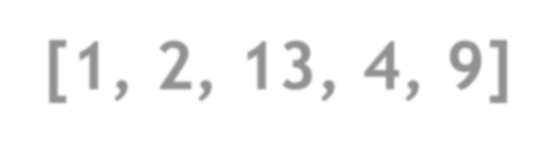 [1, 2, 13, 4, 9]